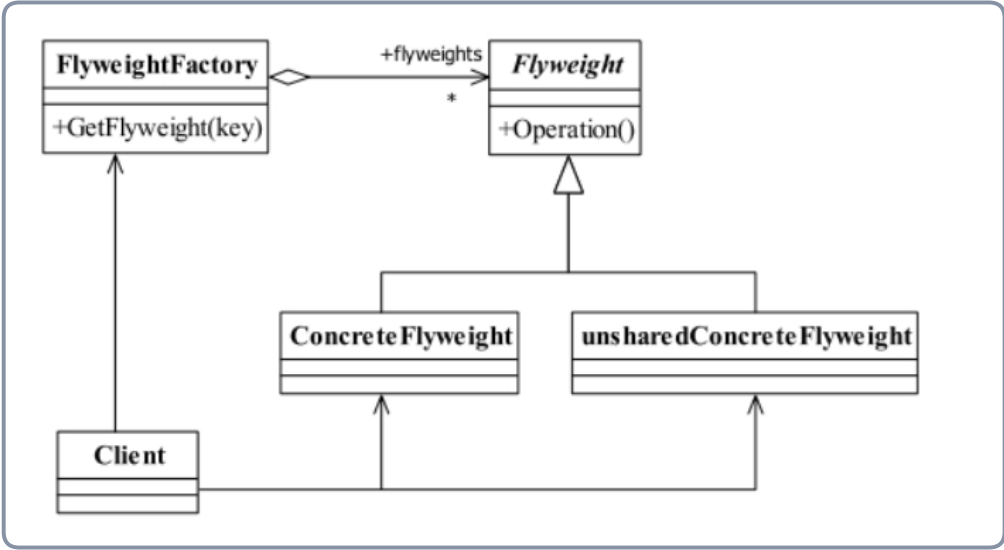 FlyweightFactory
+GetFlyweight(key)
+flyweights
*
Flyweight
+Operation()
ConcreteFlyweight
unsharedConcreteFlyweight
Client